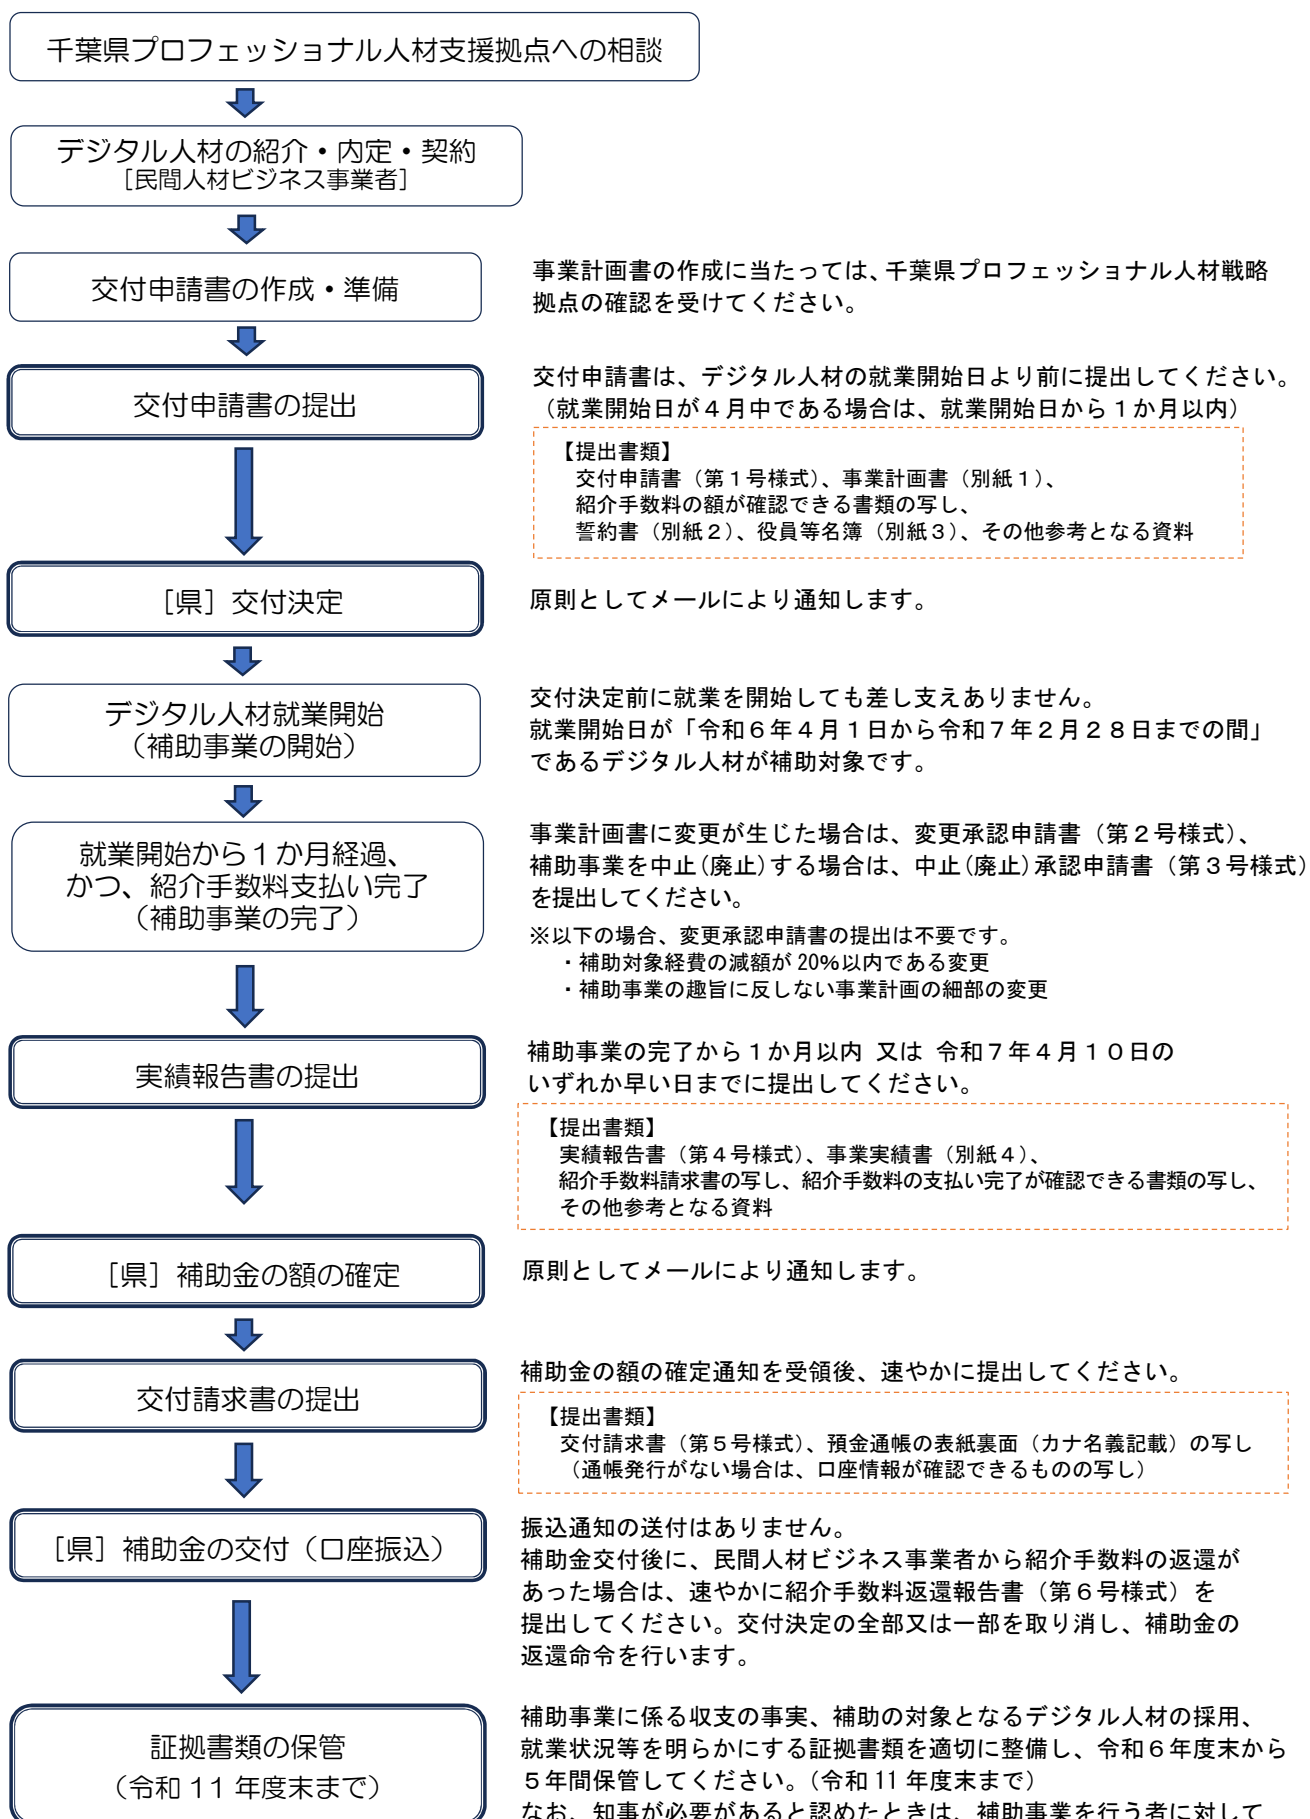 千葉県プロフェッショナル人材支援拠点への相談
デジタル人材の紹介・内定・契約
［民間人材ビジネス事業者］
交付申請書の作成・準備
事業計画書の作成に当たっては、千葉県プロフェッショナル人材戦略
拠点の確認を受けてください。
交付申請書の提出
交付申請書は、デジタル人材の就業開始日より前に提出してください。
（就業開始日が４月中である場合は、就業開始日から１か月以内）
【提出書類】
交付申請書（第１号様式）、事業計画書（別紙１）、
紹介手数料の額が確認できる書類の写し、
誓約書（別紙２）、役員等名簿（別紙３）、その他参考となる資料
［県］交付決定
原則としてメールにより通知します。
デジタル人材就業開始
（補助事業の開始）
交付決定前に就業を開始しても差し支えありません。
就業開始日が「令和６年４月１日から令和７年２月２８日までの間」
であるデジタル人材が補助対象です。
就業開始から１か月経過、
かつ、紹介手数料支払い完了
（補助事業の完了）
事業計画書に変更が生じた場合は、変更承認申請書（第２号様式）、
補助事業を中止(廃止)する場合は、中止(廃止)承認申請書（第３号様式）
を提出してください。
※以下の場合、変更承認申請書の提出は不要です。
・補助対象経費の減額が 20%以内である変更
・補助事業の趣旨に反しない事業計画の細部の変更
実績報告書の提出
補助事業の完了から１か月以内 又は 令和７年４月１０日の
いずれか早い日までに提出してください。
【提出書類】
実績報告書（第４号様式）、事業実績書（別紙４）、
紹介手数料請求書の写し、紹介手数料の支払い完了が確認できる書類の写し、
その他参考となる資料
［県］補助金の額の確定
原則としてメールにより通知します。
交付請求書の提出
補助金の額の確定通知を受領後、速やかに提出してください。
【提出書類】
交付請求書（第５号様式）、預金通帳の表紙裏面（カナ名義記載）の写し
（通帳発行がない場合は、口座情報が確認できるものの写し）
［県］補助金の交付（口座振込）
振込通知の送付はありません。
補助金交付後に、民間人材ビジネス事業者から紹介手数料の返還が
あった場合は、速やかに紹介手数料返還報告書（第６号様式）を
提出してください。交付決定の全部又は一部を取り消し、補助金の
返還命令を行います。
証拠書類の保管
（令和 11 年度末まで）
補助事業に係る収支の事実、補助の対象となるデジタル人材の採用、
就業状況等を明らかにする証拠書類を適切に整備し、令和６年度末から
５年間保管してください。（令和 11 年度末まで）
なお、知事が必要があると認めたときは、補助事業を行う者に対して